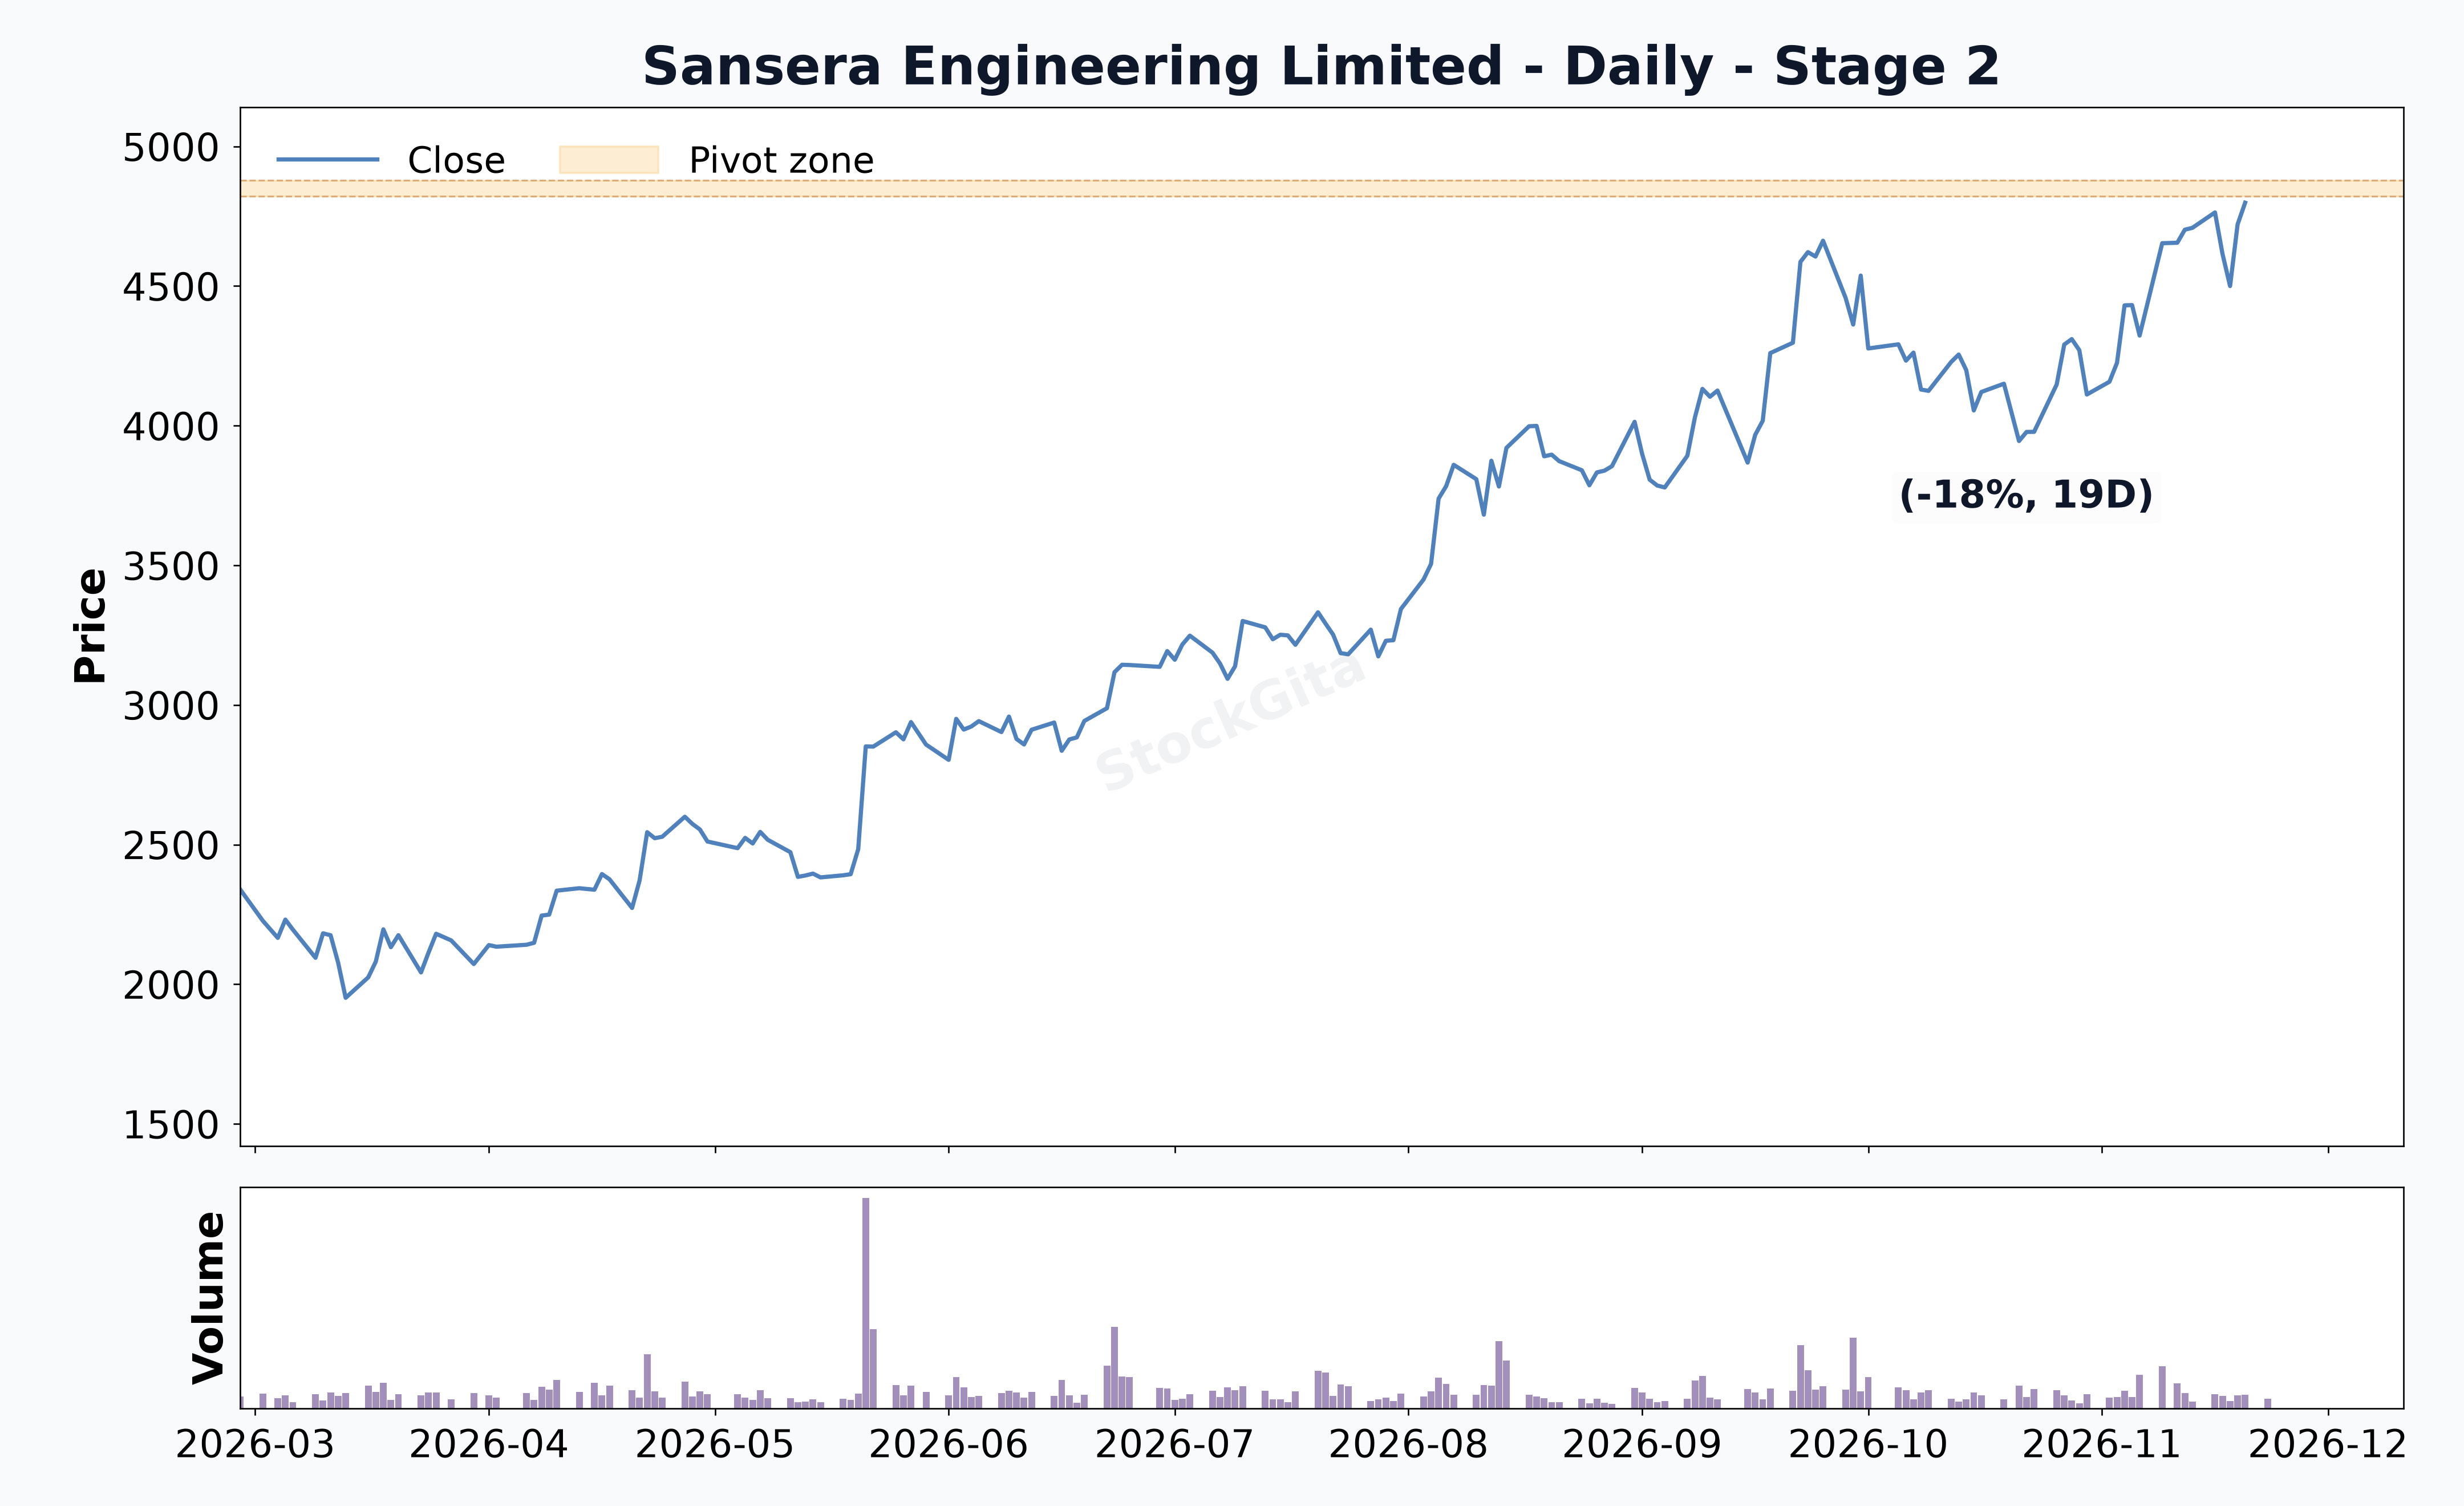 Sansera Engineering Limited - Daily - Stage 2
Close
Pivot zone
5000
4500
4000
3500
3000
2500
2000
1500
Price
(-18%, 19D)
StockGita
Volume
2026-03
2026-04
2026-05
2026-06
2026-07
2026-08
2026-09
2026-10
2026-11
2026-12